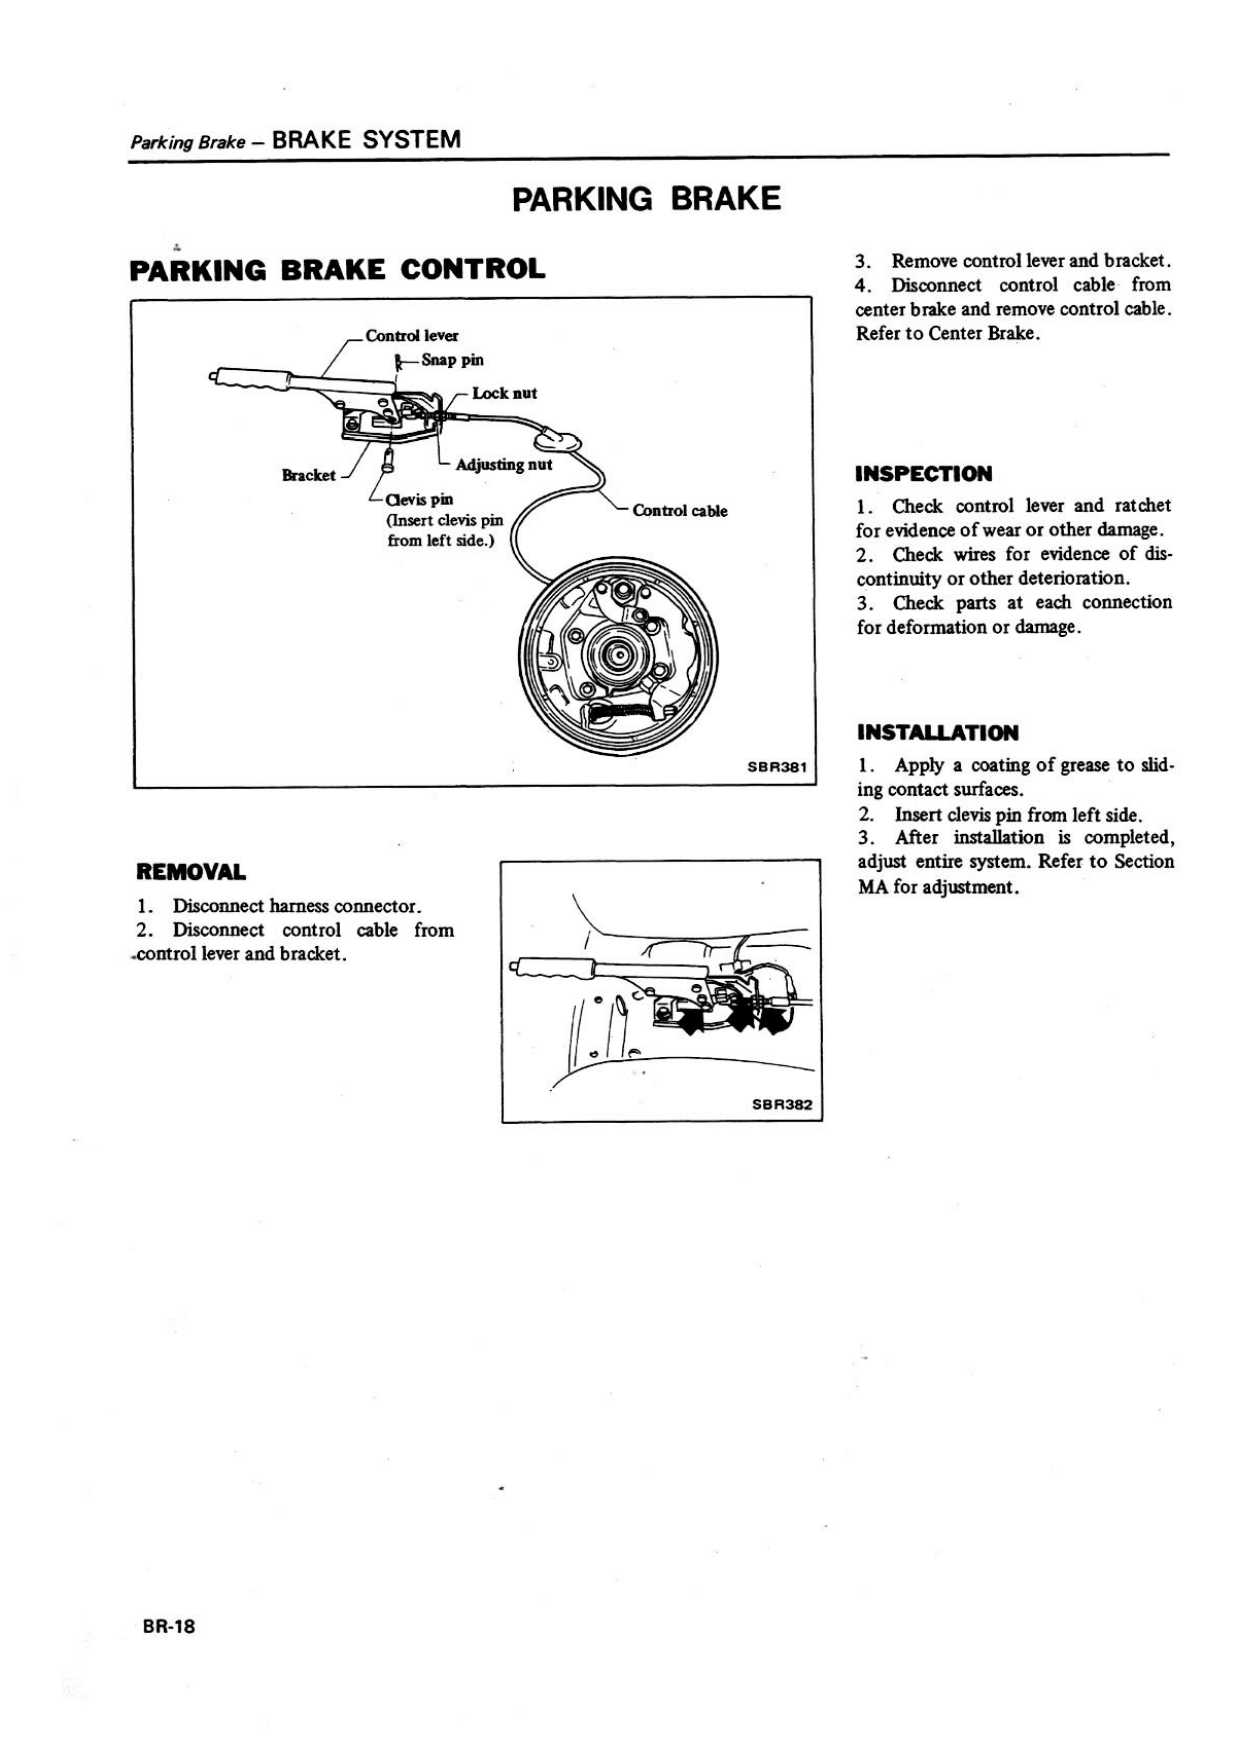 Parking Brake – BRAKE SYSTEM
PARKING BRAKE
PARKING BRAKE CONTROL
Control lever
Snap pin
Lock nut
Adjusting nut
Bracket
Clevis pin
(Insert clevis pin
from left side.)
Control cable
SBR381
REMOVAL
1. Disconnect harness connector.
2. Disconnect control cable from
control lever and bracket.
SBR382
3. Remove control lever and bracket.
4. Disconnect control cable from
center brake and remove control cable.
Refer to Center Brake.
INSPECTION
1. Check control lever and ratchet
for evidence of wear or other damage.
2. Check wires for evidence of dis-
continuity or other deterioration.
3. Check parts at each connection
for deformation or damage.
INSTALLATION
1. Apply a coating of grease to slid-
ing contact surfaces.
2. Insert clevis pin from left side.
3. After installation is completed,
adjust entire system. Refer to Section
MA for adjustment.
BR-18